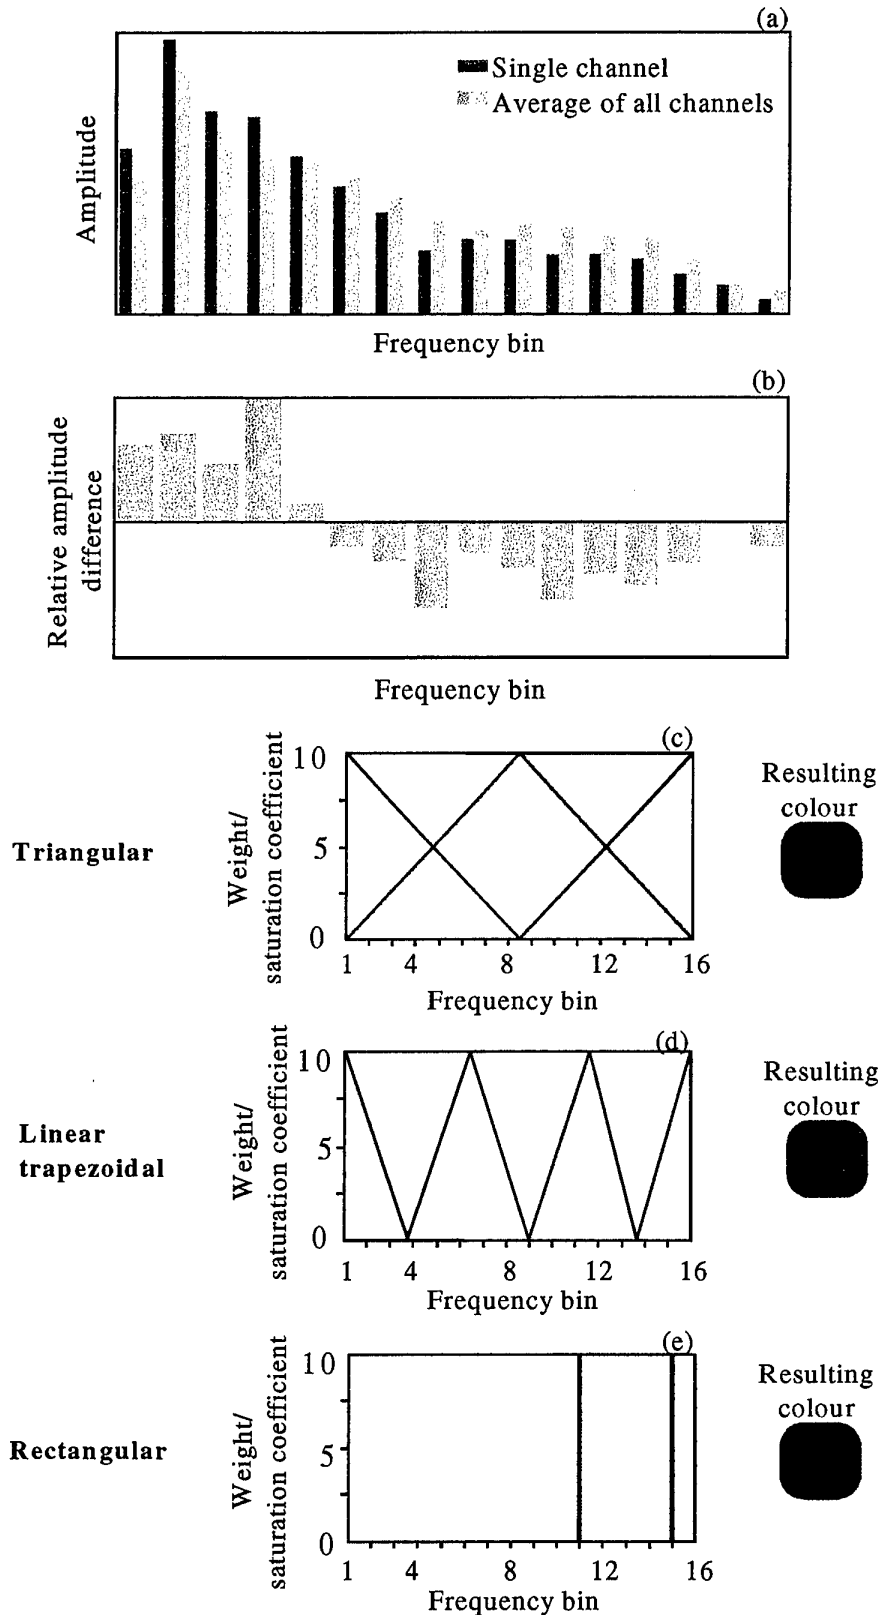 (a)
Single channel
Average of all channels
Amplitude
Frequency bin
(b)
Relative amplitude
difference
Frequency bin
(c)
Triangular
Weight/
saturation coefficient
10
5
0
1 4 8 12 16
Frequency bin
Resulting
colour
(d)
Linear
trapezoidal
Weight/
saturation coefficient
10
5
0
1 4 8 12 16
Frequency bin
Resulting
colour
(e)
Rectangular
Weight/
saturation coefficient
10
5
0
1 4 8 12 16
Frequency bin
Resulting
colour